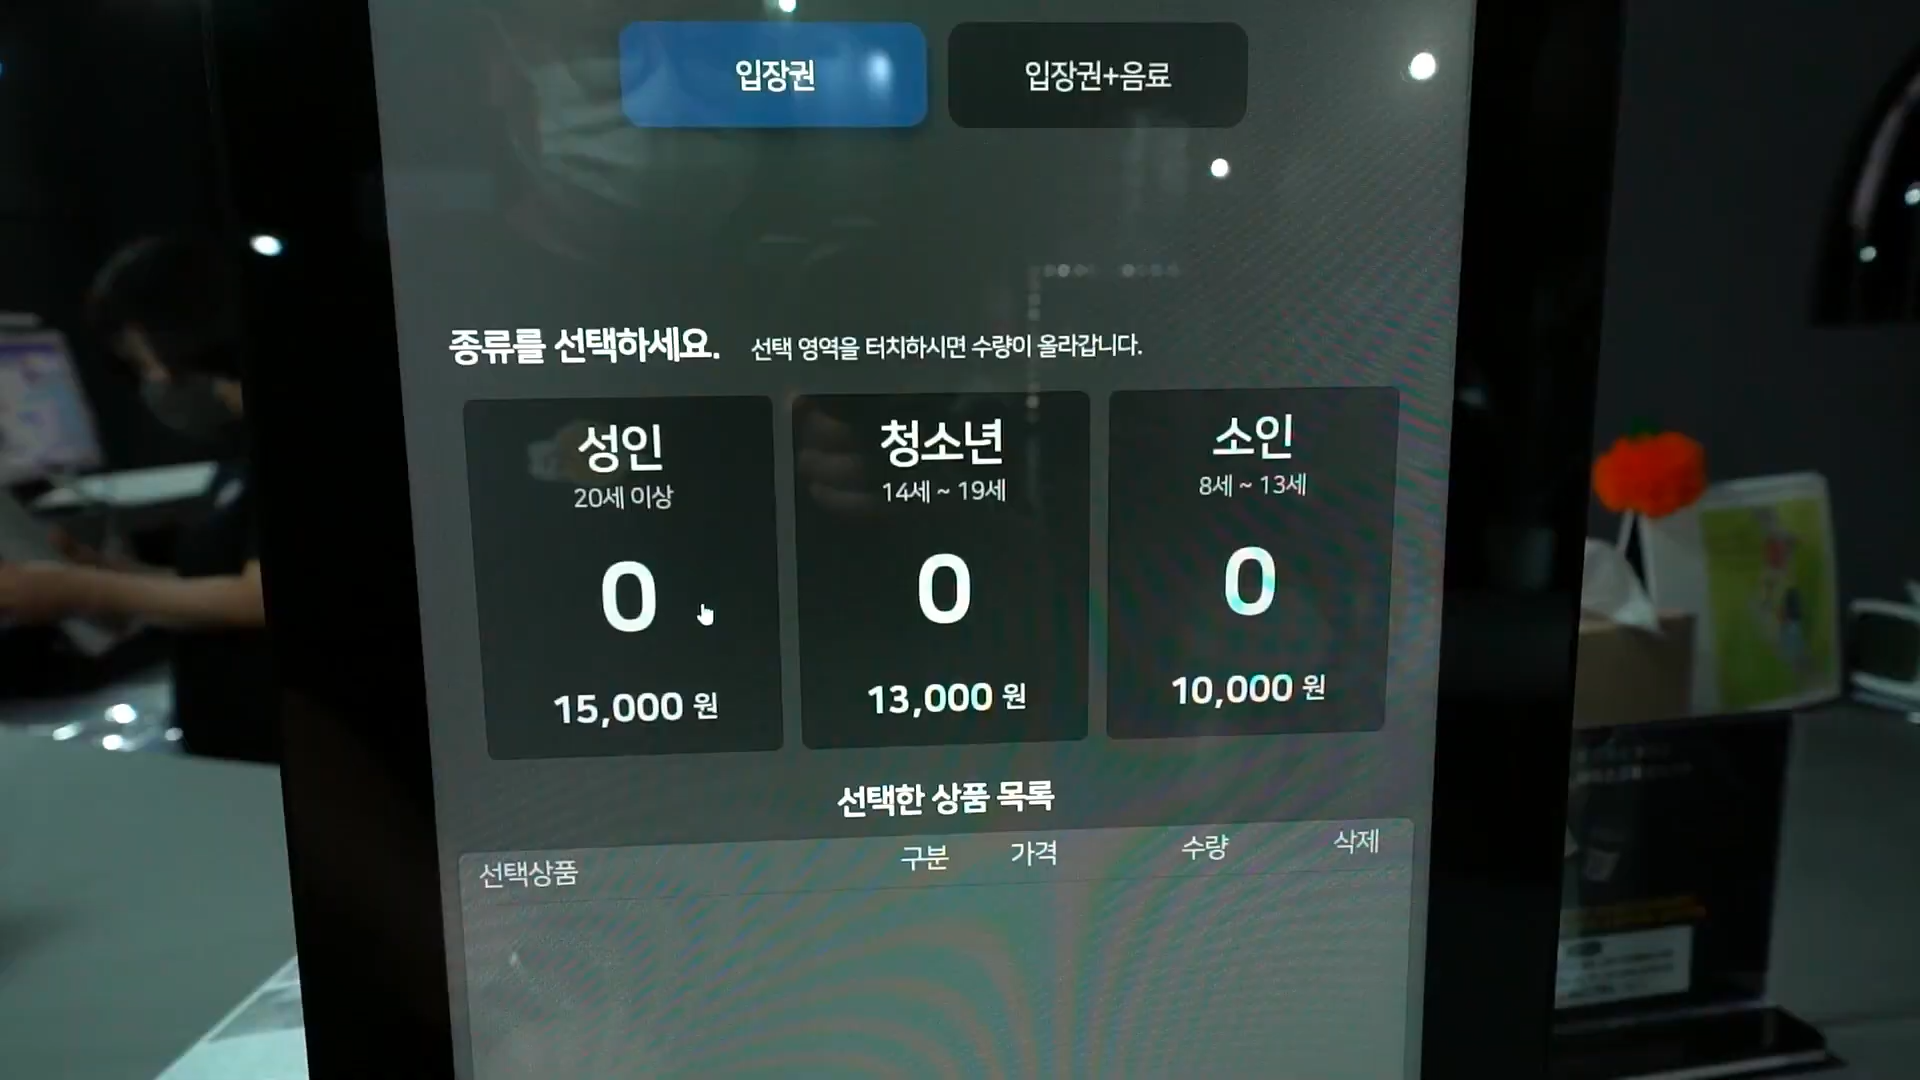 입장권
입장권+음료
종류를 선택하세요. 선택 영역을 터치하시면 수량이 올라갑니다.
성인
20세 이상
0
15,000 원
청소년
14세 ~ 19세
0
13,000 원
소인
8세 ~ 13세
0
10,000 원
선택한 상품 목록
선택상품 구분 가격 수량 삭제